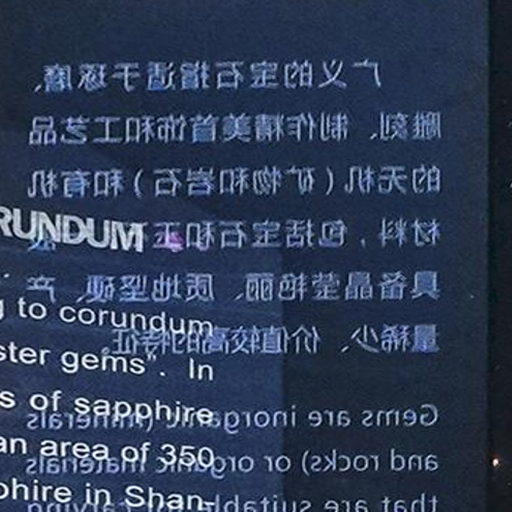 广义的宝石指适于琢磨、
雕刻、制作精美首饰和工艺品
的无机（矿物和岩石）和有机
材料，包括宝石和玉
具备晶莹艳丽、质地坚硬、产
量稀少、价值较高的特征。
Gems are inorganic (minerals
and rocks) or organic materials
that are suitable carving
RUNDUM
g to corundum
ster gems". In
s of sapphire
an area of 350
phire in Shan-